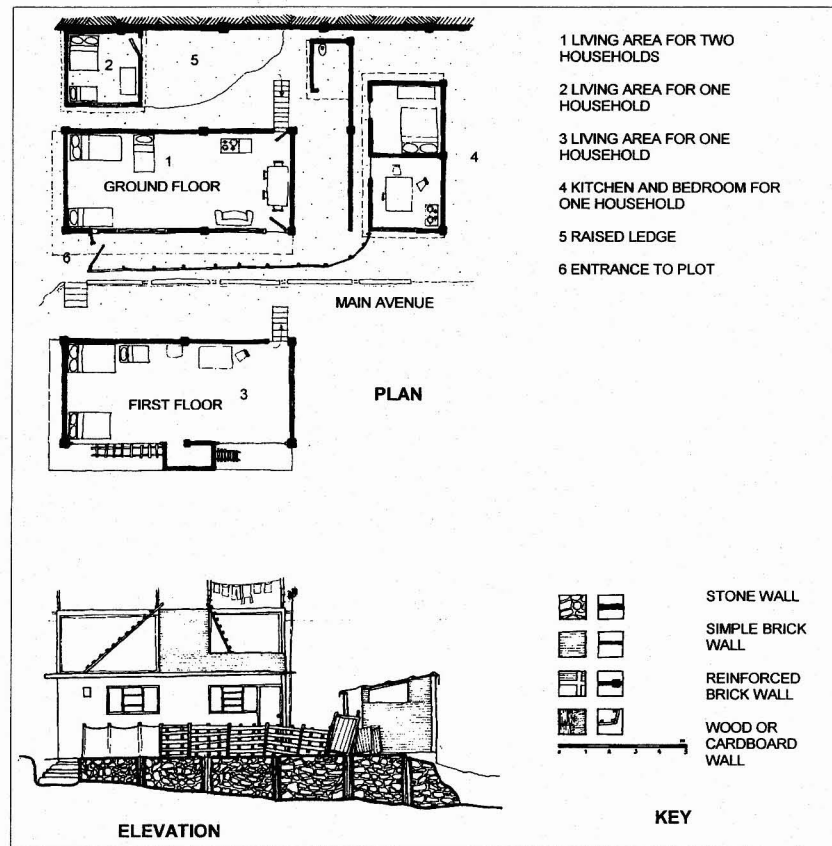 2
5
1
GROUND FLOOR
4
6
MAIN AVENUE
3
FIRST FLOOR
PLAN
1 LIVING AREA FOR TWO
HOUSEHOLDS
2 LIVING AREA FOR ONE
HOUSEHOLD
3 LIVING AREA FOR ONE
HOUSEHOLD
4 KITCHEN AND BEDROOM FOR
ONE HOUSEHOLD
5 RAISED LEDGE
6 ENTRANCE TO PLOT
ELEVATION
STONE WALL
SIMPLE BRICK
WALL
REINFORCED
BRICK WALL
WOOD OR
CARDBOARD
WALL
KEY